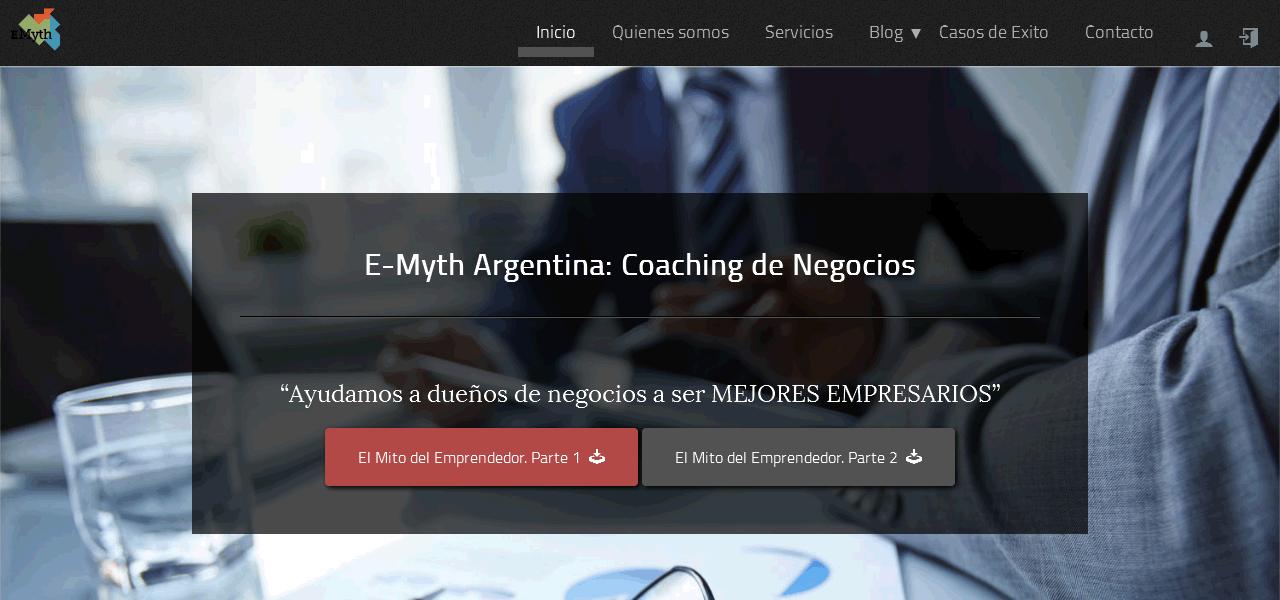 EMyth
Inicio Quienes somos Servicios Blog ▼ Casos de Exito Contacto
E-Myth Argentina: Coaching de Negocios
“Ayudamos a dueños de negocios a ser MEJORES EMPRESARIOS”
El Mito del Emprendedor. Parte 1
El Mito del Emprendedor. Parte 2